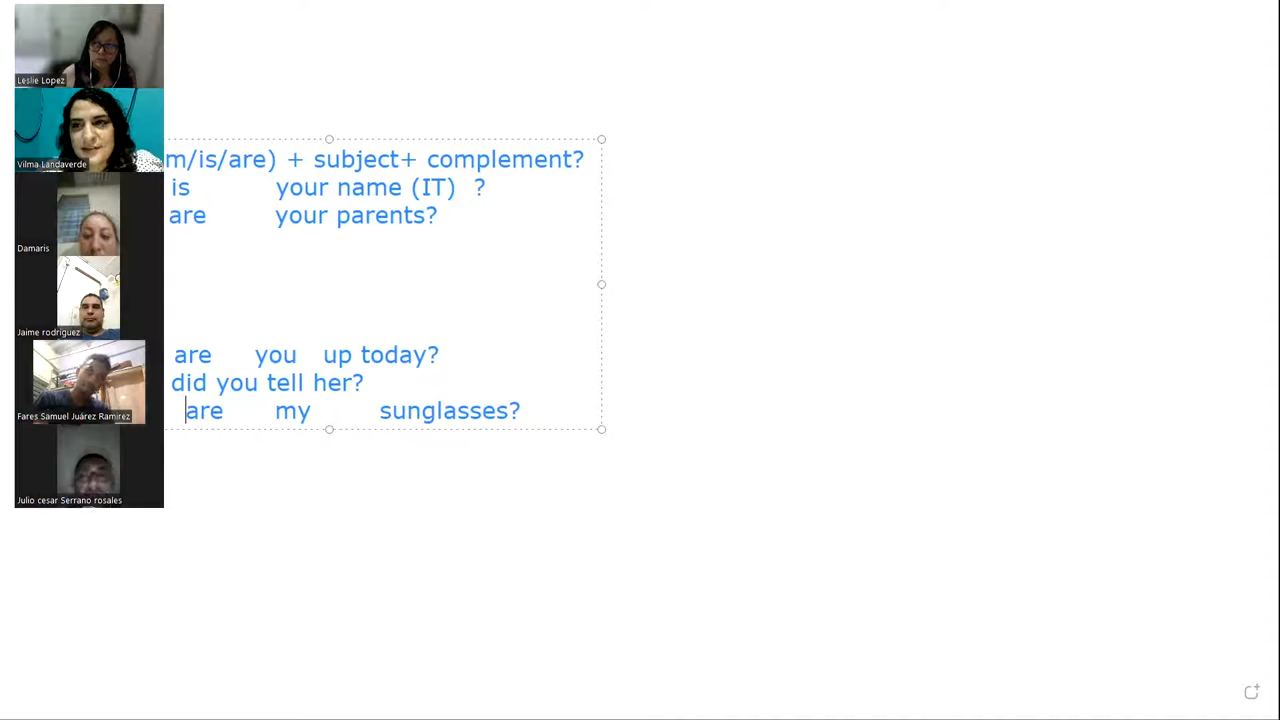 Leslie Lopez
Vilma Landaverde
Damaris
Jaime rodriguez
Fares Samuel Juárez Ramirez
Julio cesar Serrano rosales
m/is/are) + subject+ complement?
is your name (IT) ?
are your parents?
are you up today?
did you tell her?
are my sunglasses?